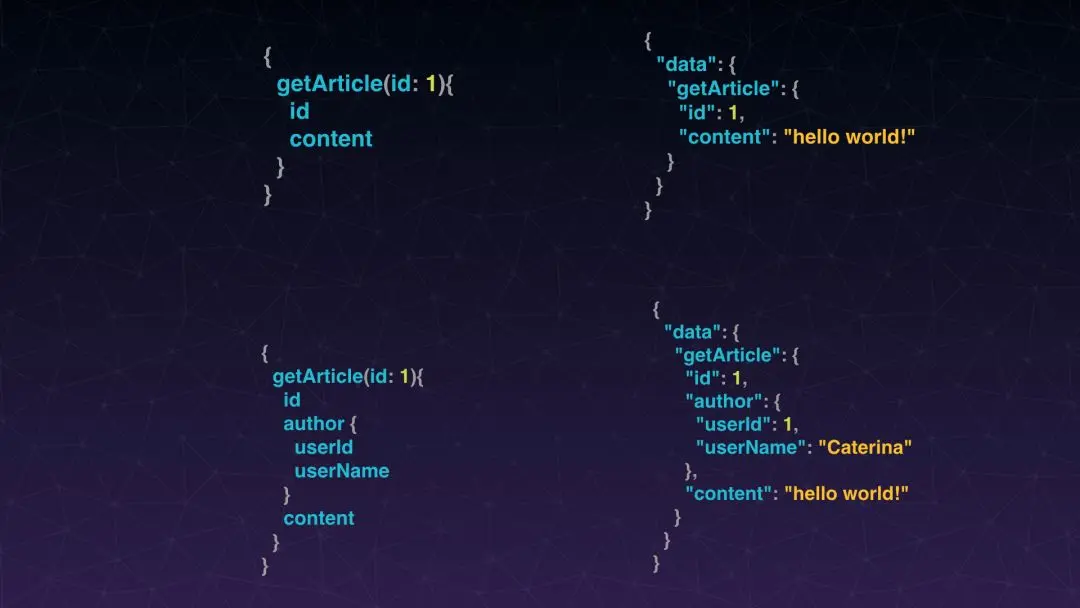 {
getArticle(id: 1){
id
content
}
}
{
"data": {
"getArticle": {
"id": 1,
"content": "hello world!"
}
}
}
{
getArticle(id: 1){
id
author {
userId
userName
}
content
}
}
{
"data": {
"getArticle": {
"id": 1,
"author": {
"userId": 1,
"userName": "Caterina"
},
"content": "hello world!"
}
}
}